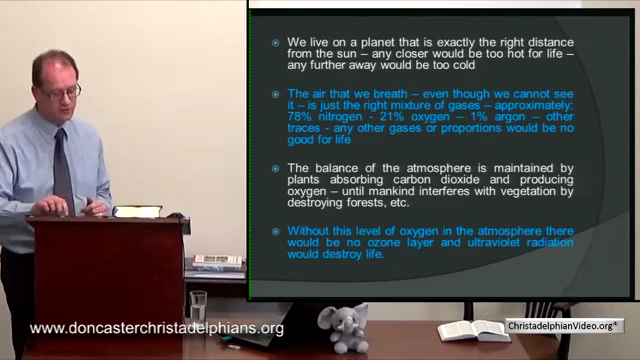 We live on a planet that is exactly the right distance
from the sun – any closer would be too hot for life –
any further away would be too cold
The air that we breath – even though we cannot see
it – is just the right mixture of gases – approximately:
78% nitrogen - 21% oxygen – 1% argon – other
traces - any other gases or proportions would be no
good for life
The balance of the atmosphere is maintained by
plants absorbing carbon dioxide and producing
oxygen – until mankind interferes with vegetation by
destroying forests, etc.
Without this level of oxygen in the atmosphere there
would be no ozone layer and ultraviolet radiation
would destroy life.
www.doncasterchristadelphians.org
ChristadelphianVideo.org